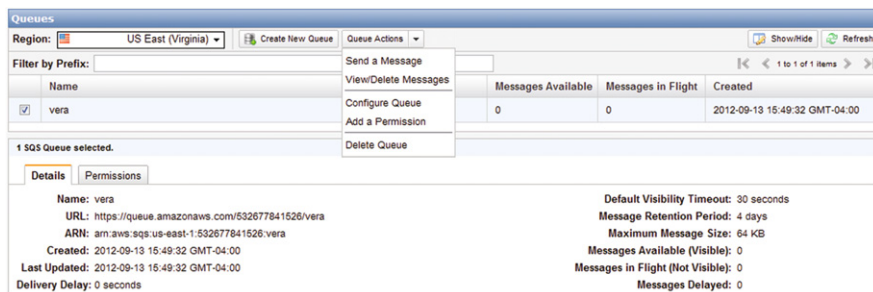 Queues
Region: US East (Virginia) Create New Queue Queue Actions Show/Hide Refresh
Filter by Prefix: 1 to 1 of 1 items
Send a Message
View/Delete Messages
Configure Queue
Add a Permission
Delete Queue
Name Messages Available Messages in Flight Created
vera 0 0 2012-09-13 15:49:32 GMT-04:00
1 SQS Queue selected.
Details Permissions
Name: vera Default Visibility Timeout: 30 seconds
URL: https://queue.amazonaws.com/532677841526/vera Message Retention Period: 4 days
ARN: arn:aws:sqs:us-east-1:532677841526:vera Maximum Message Size: 64 KB
Created: 2012-09-13 15:49:32 GMT-04:00 Messages Available (Visible): 0
Last Updated: 2012-09-13 15:49:32 GMT-04:00 Messages in Flight (Not Visible): 0
Delivery Delay: 0 seconds Messages Delayed: 0